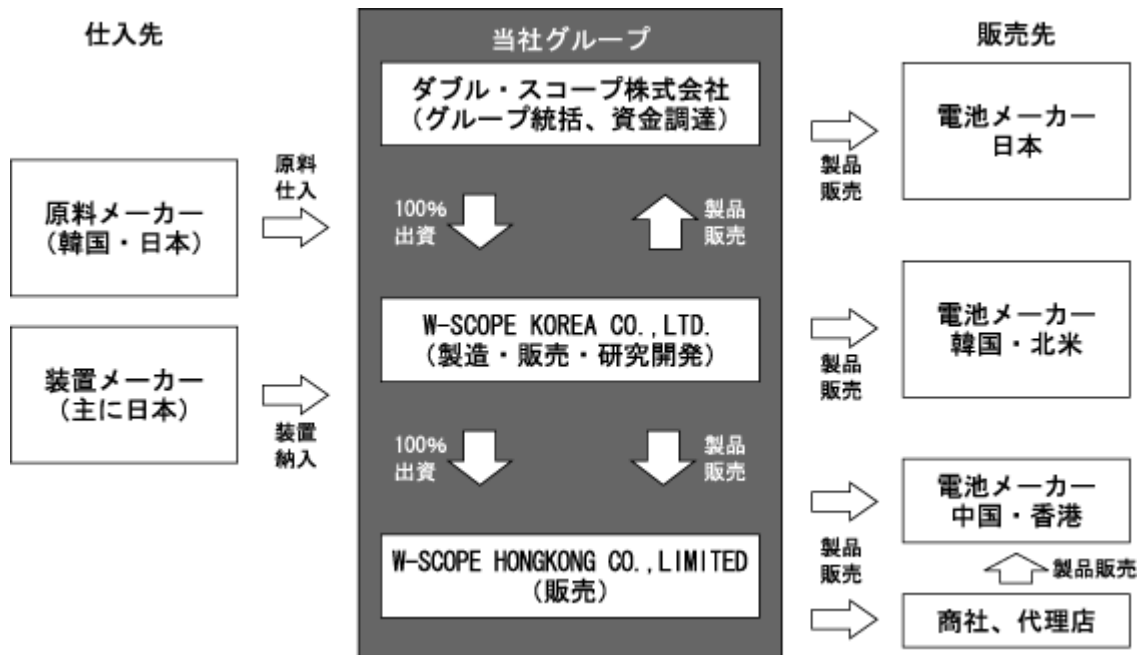 仕入先
原料メーカー
(韓国・日本)
装置メーカー
(主に日本)
原料
仕入
装置
納入
当社グループ
ダブル・スコープ株式会社
(グループ統括、資金調達)
100%
出資
製品
販売
W-SCOPE KOREA CO.,LTD.
(製造・販売・研究開発)
100%
出資
製品
販売
W-SCOPE HONGKONG CO.,LIMITED
(販売)
販売先
製品
販売
電池メーカー
日本
製品
販売
電池メーカー
韓国・北米
製品
販売
電池メーカー
中国・香港
製品販売
商社、代理店